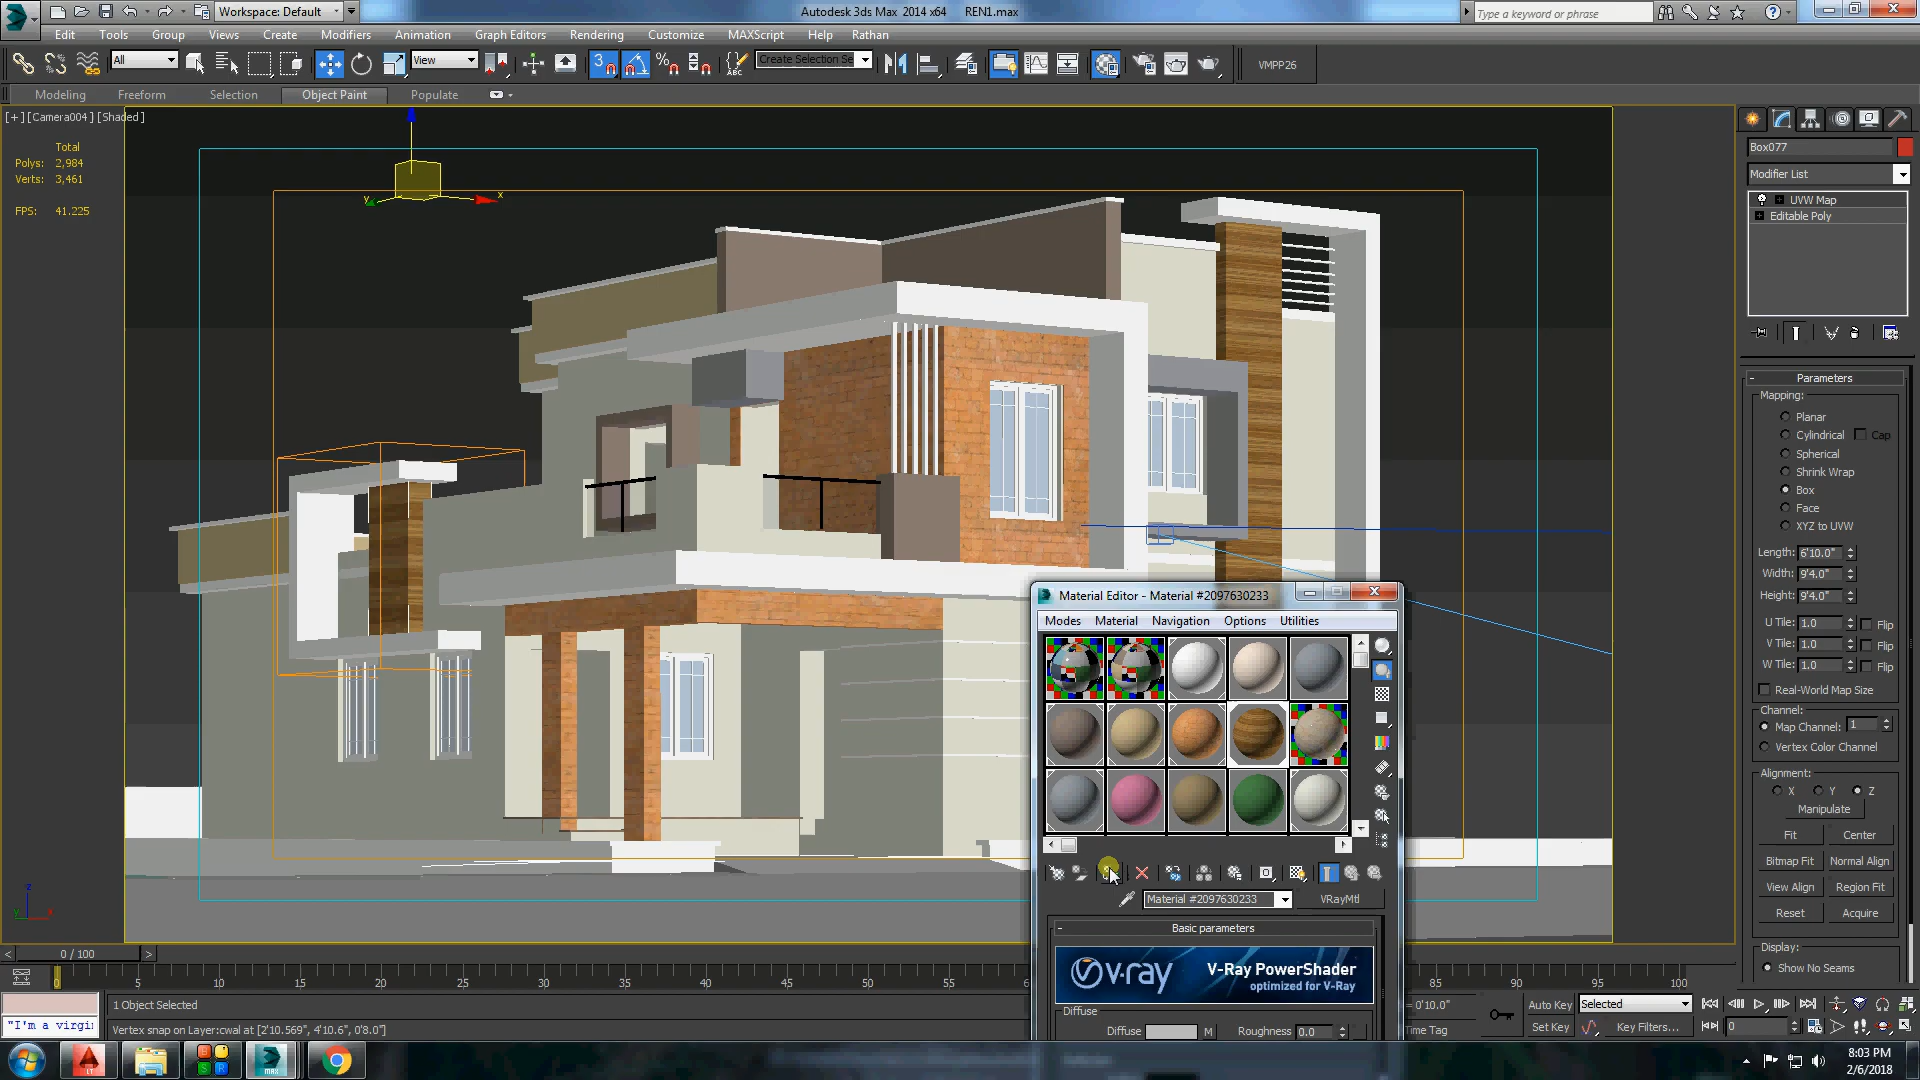 Workspace: Default
Autodesk 3ds Max 2014 x64 REN1.max
Type a keyword or phrase
Edit Tools Group Views Create Modifiers Animation Graph Editors Rendering Customize MAXScript Help Rathan
All
View
3
Create Selection Se
VMPP26
Modeling Freeform Selection Object Paint Populate
[+] [Camera004] [Shaded]
Total
Polys: 2,984
Verts: 3,461
FPS: 41.225
x
y
Box077
Modifier List
UVW Map
Editable Poly
Parameters
Mapping:
Planar
Cylindrical Cap
Spherical
Shrink Wrap
Box
Face
XYZ to UVW
Length: 6'10.0"
Width: 9'4.0"
Height: 9'4.0"
U Tile: 1.0 Flip
V Tile: 1.0 Flip
W Tile: 1.0 Flip
Real-World Map Size
Channel:
Map Channel: 1
Vertex Color Channel
Alignment:
X Y Z
Manipulate
Fit Center
Bitmap Fit Normal Align
View Align Region Fit
Reset Acquire
Display:
Show No Seams
Material Editor - Material #2097630233
Modes Material Navigation Options Utilities
Material #2097630233 VRayMtl
Basic parameters
v·ray V-Ray PowerShader
optimized for V-Ray
Diffuse
Diffuse M Roughness 0.0
z
y x
< 0 / 100 >
0 5 10 15 20 25 30 35 40 45 50 85 90 95 100
1 Object Selected
= 0'10.0"
Auto Key Selected
"I'm a virgi
Vertex snap on Layer:cwal at [2'10.569", 4'10.6", 0'8.0"]
Time Tag
Set Key Key Filters... 0
LT
MAX
8:03 PM
2/6/2018